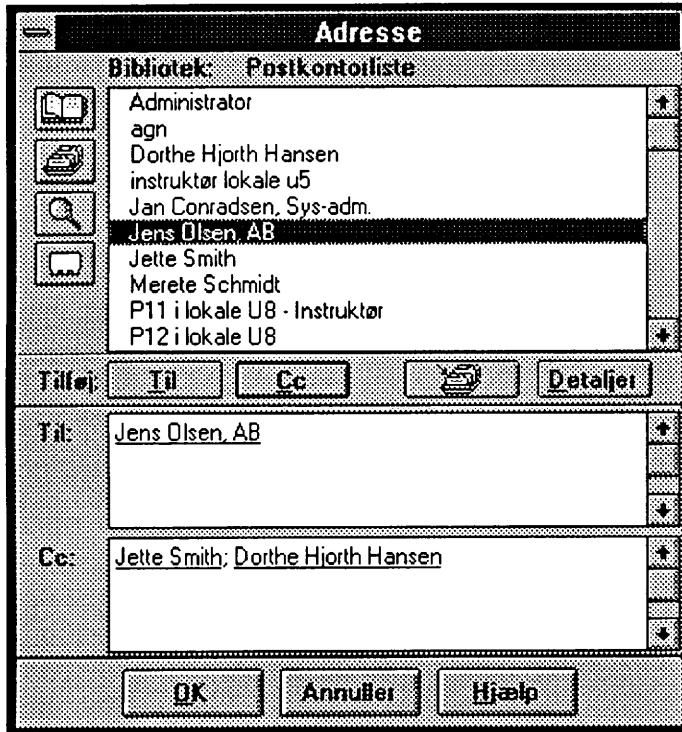 Adresse
Bibliotek: Postkontorliste
Administrator
agn
Dorthe Hjorth Hansen
instruktør lokale u5
Jan Conradsen, Sys-adm.
Jens Olsen, AB
Jette Smith
Merete Schmidt
P11 i lokale U8 - Instruktør
P12 i lokale U8
Tilføj: Til Cc Detaljer
Til: Jens Olsen, AB
Cc: Jette Smith; Dorthe Hjorth Hansen
OK Annuller Hjælp